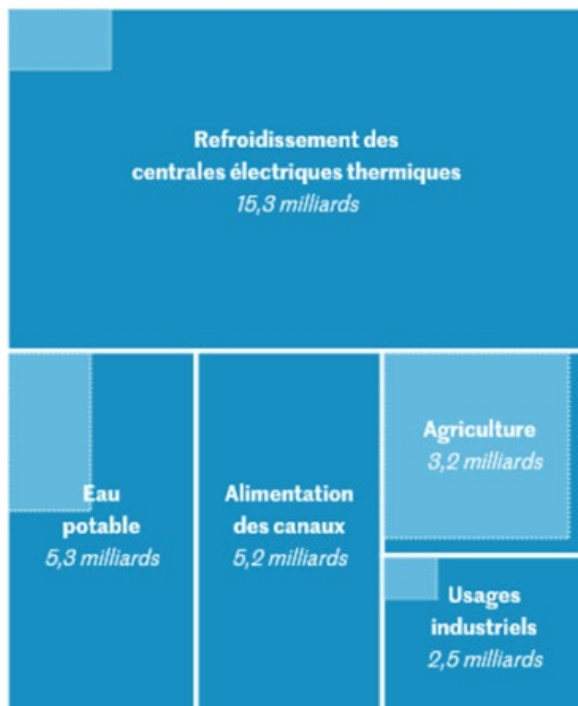 Refroidissement des
centrales électriques thermiques
15,3 milliards
Eau
potable
5,3 milliards
Alimentation
des canaux
5,2 milliards
Agriculture
3,2 milliards
Usages
industriels
2,5 milliards